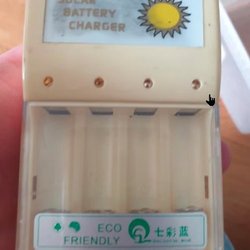 SOLAR
BATTERY
CHARGER
ECO
FRIENDLY
七彩蓝